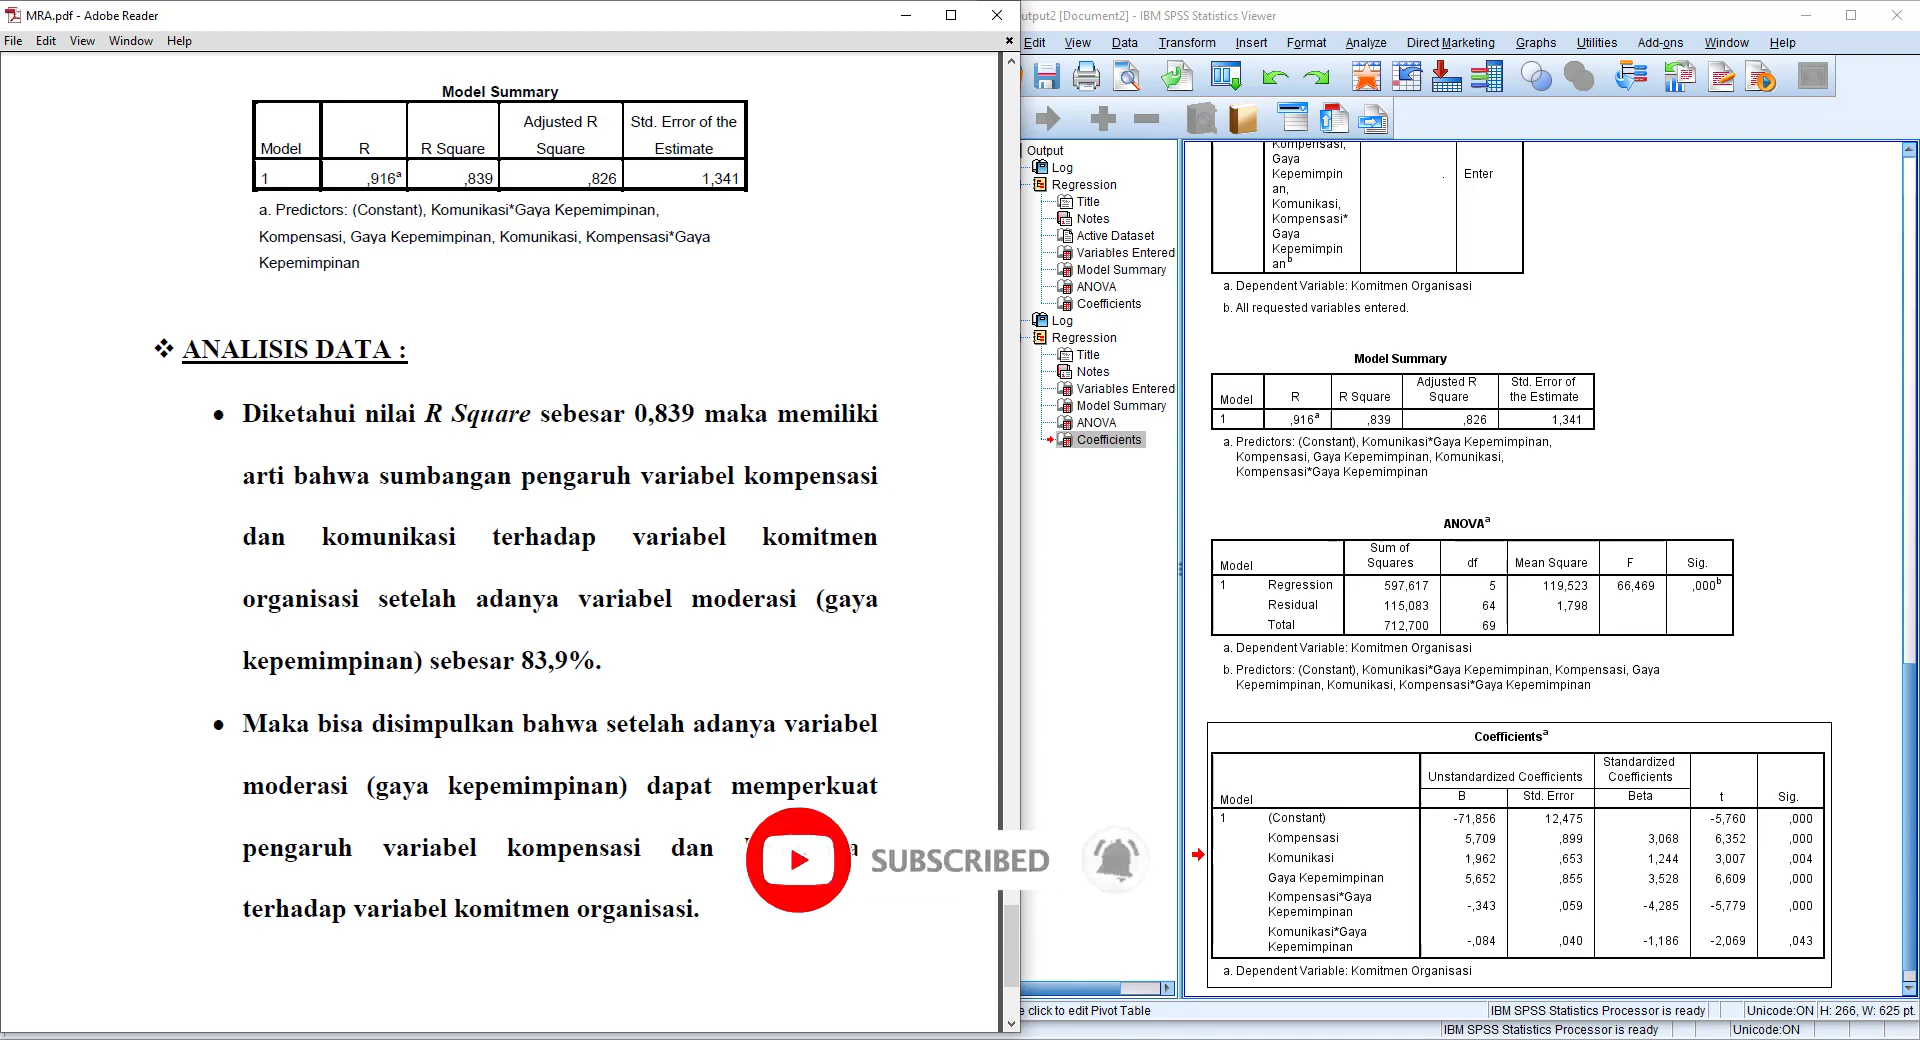 MRA.pdf - Adobe Reader
File Edit View Window Help
Model Summary
Model R R Square Adjusted R Square Std. Error of the Estimate
1 ,916a ,839 ,826 1,341
a. Predictors: (Constant), Komunikasi*Gaya Kepemimpinan,
Kompensasi, Gaya Kepemimpinan, Komunikasi, Kompensasi*Gaya
Kepemimpinan
❖ ANALISIS DATA :
• Diketahui nilai R Square sebesar 0,839 maka memiliki
arti bahwa sumbangan pengaruh variabel kompensasi
dan komunikasi terhadap variabel komitmen
organisasi setelah adanya variabel moderasi (gaya
kepemimpinan) sebesar 83,9%.
• Maka bisa disimpulkan bahwa setelah adanya variabel
moderasi (gaya kepemimpinan) dapat memperkuat
pengaruh variabel kompensasi dan
terhadap variabel komitmen organisasi.
SUBSCRIBED
[Document2] - IBM SPSS Statistics Viewer
Edit View Data Transform Insert Format Analyze Direct Marketing Graphs Utilities Add-ons Window Help
Output
Log
Regression
Title
Notes
Active Dataset
Variables Entered
Model Summary
ANOVA
Coefficients
Log
Regression
Title
Notes
Variables Entered
Model Summary
ANOVA
Coefficients
Kompensasi,
Gaya
Kepemimpin
an,
Komunikasi,
Kompensasi*
Gaya
Kepemimpin
anb
. Enter
a. Dependent Variable: Komitmen Organisasi
b. All requested variables entered.
Model Summary
Model R R Square Adjusted R Square Std. Error of the Estimate
1 ,916a ,839 ,826 1,341
a. Predictors: (Constant), Komunikasi*Gaya Kepemimpinan,
Kompensasi, Gaya Kepemimpinan, Komunikasi,
Kompensasi*Gaya Kepemimpinan
ANOVAa
Model Sum of Squares df Mean Square F Sig.
1 Regression 597,617 5 119,523 66,469 ,000b
Residual 115,083 64 1,798
Total 712,700 69
a. Dependent Variable: Komitmen Organisasi
b. Predictors: (Constant), Komunikasi*Gaya Kepemimpinan, Kompensasi, Gaya
Kepemimpinan, Komunikasi, Kompensasi*Gaya Kepemimpinan
Coefficientsa
Model Unstandardized Coefficients Standardized Coefficients t Sig.
B Std. Error Beta
1 (Constant) -71,856 12,475 -5,760 ,000
Kompensasi 5,709 ,899 3,068 6,352 ,000
Komunikasi 1,962 ,653 1,244 3,007 ,004
Gaya Kepemimpinan 5,652 ,855 3,528 6,609 ,000
Kompensasi*Gaya Kepemimpinan -,343 ,059 -4,285 -5,779 ,000
Komunikasi*Gaya Kepemimpinan -,084 ,040 -1,186 -2,069 ,043
a. Dependent Variable: Komitmen Organisasi
click to edit Pivot Table IBM SPSS Statistics Processor is ready Unicode:ON H: 266, W: 625 pt.
IBM SPSS Statistics Processor is ready Unicode:ON